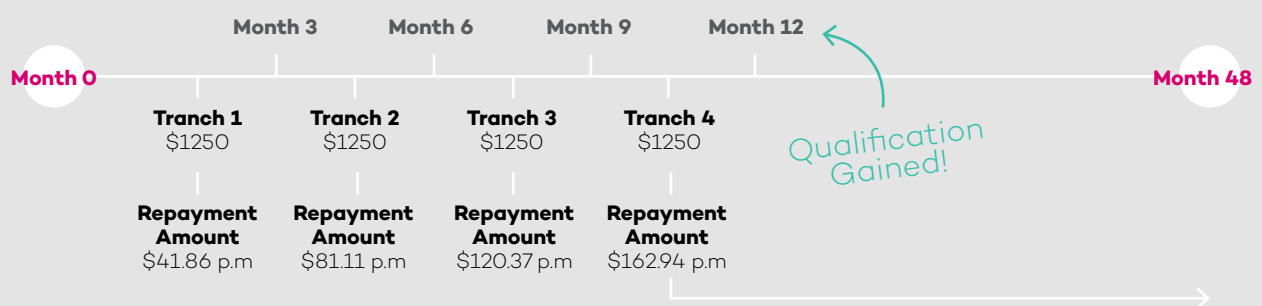 Month 3 Month 6 Month 9 Month 12
Month 0 Month 48
Tranch 1 Tranch 2 Tranch 3 Tranch 4
$1250 $1250 $1250 $1250
Qualification
Gained!
Repayment Repayment Repayment Repayment
Amount Amount Amount Amount
$41.86 p.m $81.11 p.m $120.37 p.m $162.94 p.m